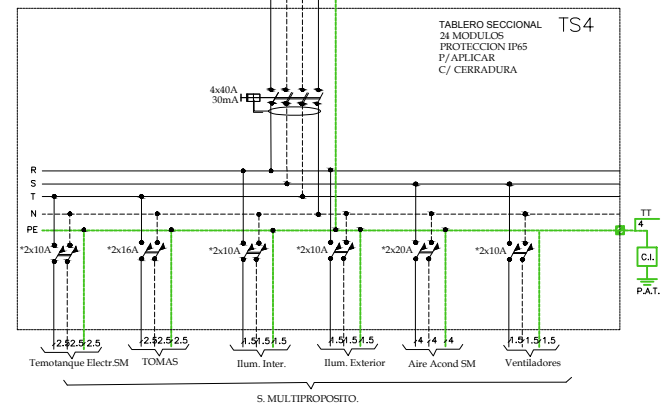 TABLERO SECCIONAL TS4
24 MODULOS
PROTECCION IP65
P/APLICAR
C/ CERRADURA
4x40A
30mA
R
S
T
N
PE
TT
4
C.I.
P.A.T.
*2x10A *2x16A *2x10A *2x10A *2x20A *2x10A
2.5 2.5 2.5 2.5 2.5 2.5 1.5 1.5 1.5 1.5 1.5 1.5 4 4 4 1.5 1.5 1.5
Temotanque Electr.SM TOMAS Ilum. Inter. Ilum. Exterior Aire Acond SM Ventiladores
S. MULTIPROPOSITO.